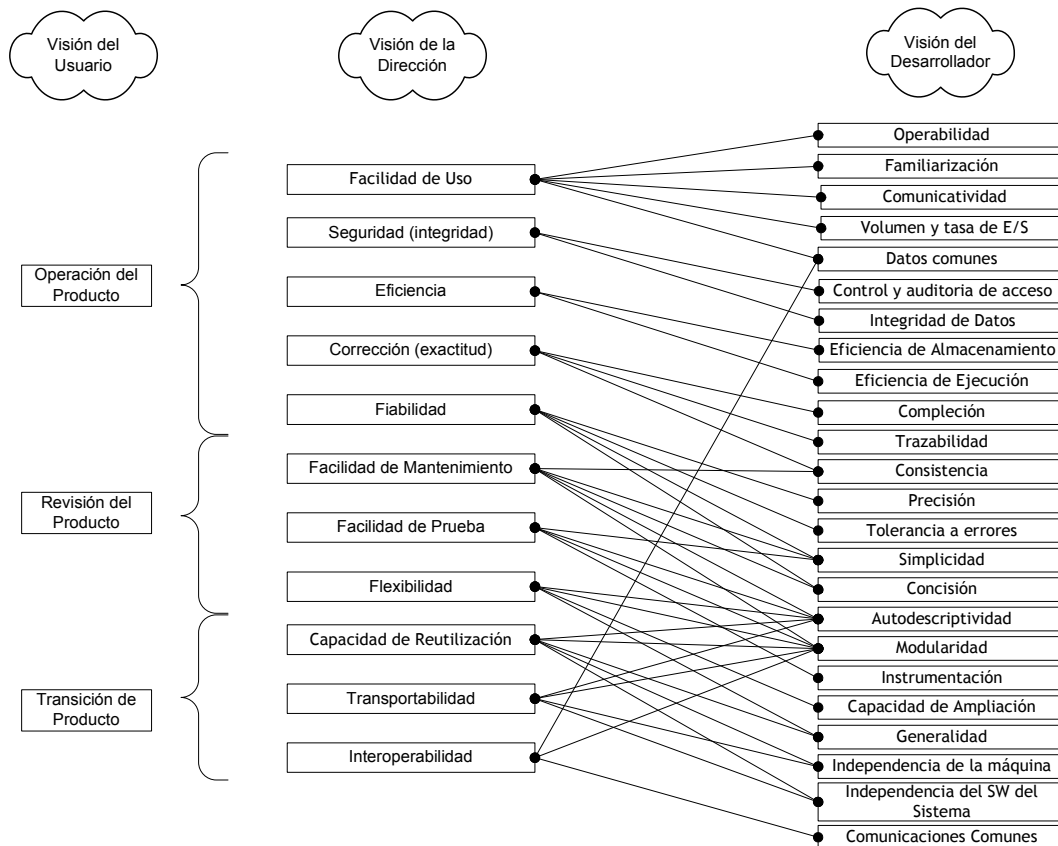 Visión del
Usuario
Visión de la
Dirección
Visión del
Desarrollador
Operación del
Producto
Revisión del
Producto
Transición de
Producto
Facilidad de Uso
Seguridad (integridad)
Eficiencia
Corrección (exactitud)
Fiabilidad
Facilidad de Mantenimiento
Facilidad de Prueba
Flexibilidad
Capacidad de Reutilización
Transportabilidad
Interoperabilidad
Operabilidad
Familiarización
Comunicatividad
Volumen y tasa de E/S
Datos comunes
Control y auditoria de acceso
Integridad de Datos
Eficiencia de Almacenamiento
Eficiencia de Ejecución
Compleción
Trazabilidad
Consistencia
Precisión
Tolerancia a errores
Simplicidad
Concisión
Autodescriptividad
Modularidad
Instrumentación
Capacidad de Ampliación
Generalidad
Independencia de la máquina
Independencia del SW del
Sistema
Comunicaciones Comunes